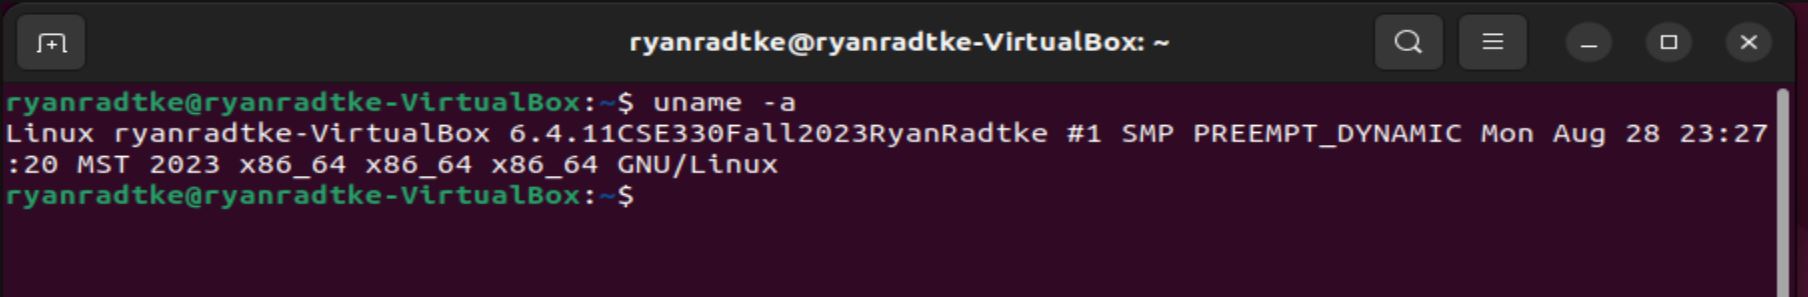 ryanradtke@ryanradtke-VirtualBox: ~
ryanradtke@ryanradtke-VirtualBox:~$ uname -a
Linux ryanradtke-VirtualBox 6.4.11CSE330Fall2023RyanRadtke #1 SMP PREEMPT_DYNAMIC Mon Aug 28 23:27
:20 MST 2023 x86_64 x86_64 x86_64 GNU/Linux
ryanradtke@ryanradtke-VirtualBox:~$